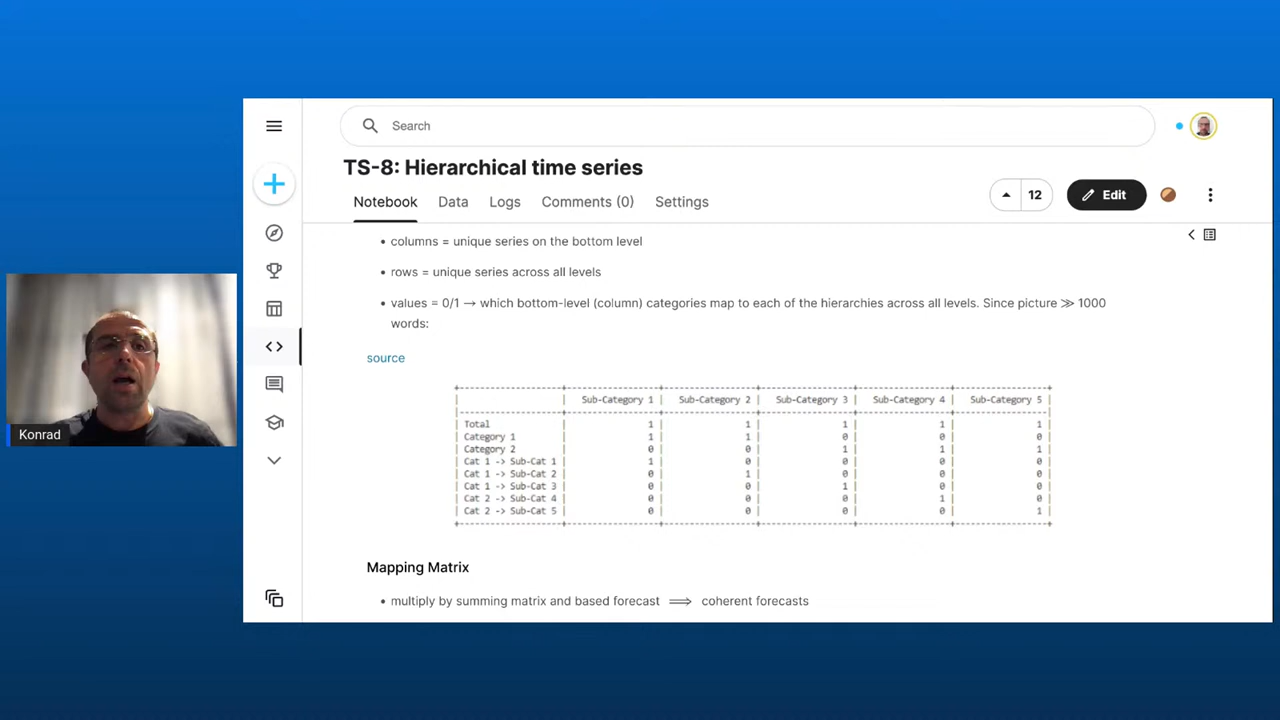 Search
TS-8: Hierarchical time series
12
Edit
Notebook Data Logs Comments (0) Settings
• columns = unique series on the bottom level
• rows = unique series across all levels
• values = 0/1 → which bottom-level (column) categories map to each of the hierarchies across all levels. Since picture ≫ 1000
words:
source
Sub-Category 1 | Sub-Category 2 | Sub-Category 3 | Sub-Category 4 | Sub-Category 5
Total | 1 | 1 | 1 | 1 | 1
Category 1 | 1 | 1 | 0 | 0 | 0
Category 2 | 0 | 0 | 1 | 1 | 1
Cat 1 -> Sub-Cat 1 | 1 | 0 | 0 | 0 | 0
Cat 1 -> Sub-Cat 2 | 0 | 1 | 0 | 0 | 0
Cat 1 -> Sub-Cat 3 | 0 | 0 | 1 | 0 | 0
Cat 2 -> Sub-Cat 4 | 0 | 0 | 0 | 1 | 0
Cat 2 -> Sub-Cat 5 | 0 | 0 | 0 | 0 | 1
Mapping Matrix
• multiply by summing matrix and based forecast ⟹ coherent forecasts
Konrad